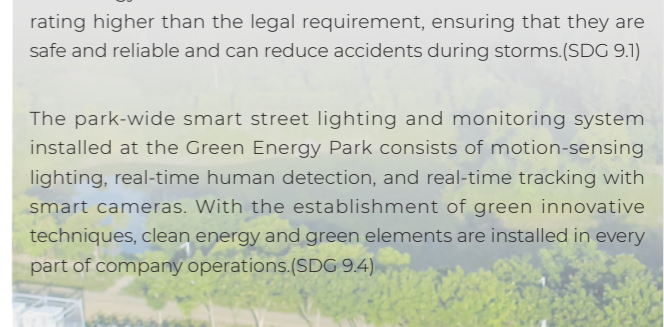 rating higher than the legal requirement, ensuring that they are
safe and reliable and can reduce accidents during storms.(SDG 9.1)
The park-wide smart street lighting and monitoring system
installed at the Green Energy Park consists of motion-sensing
lighting, real-time human detection, and real-time tracking with
smart cameras. With the establishment of green innovative
techniques, clean energy and green elements are installed in every
part of company operations.(SDG 9.4)